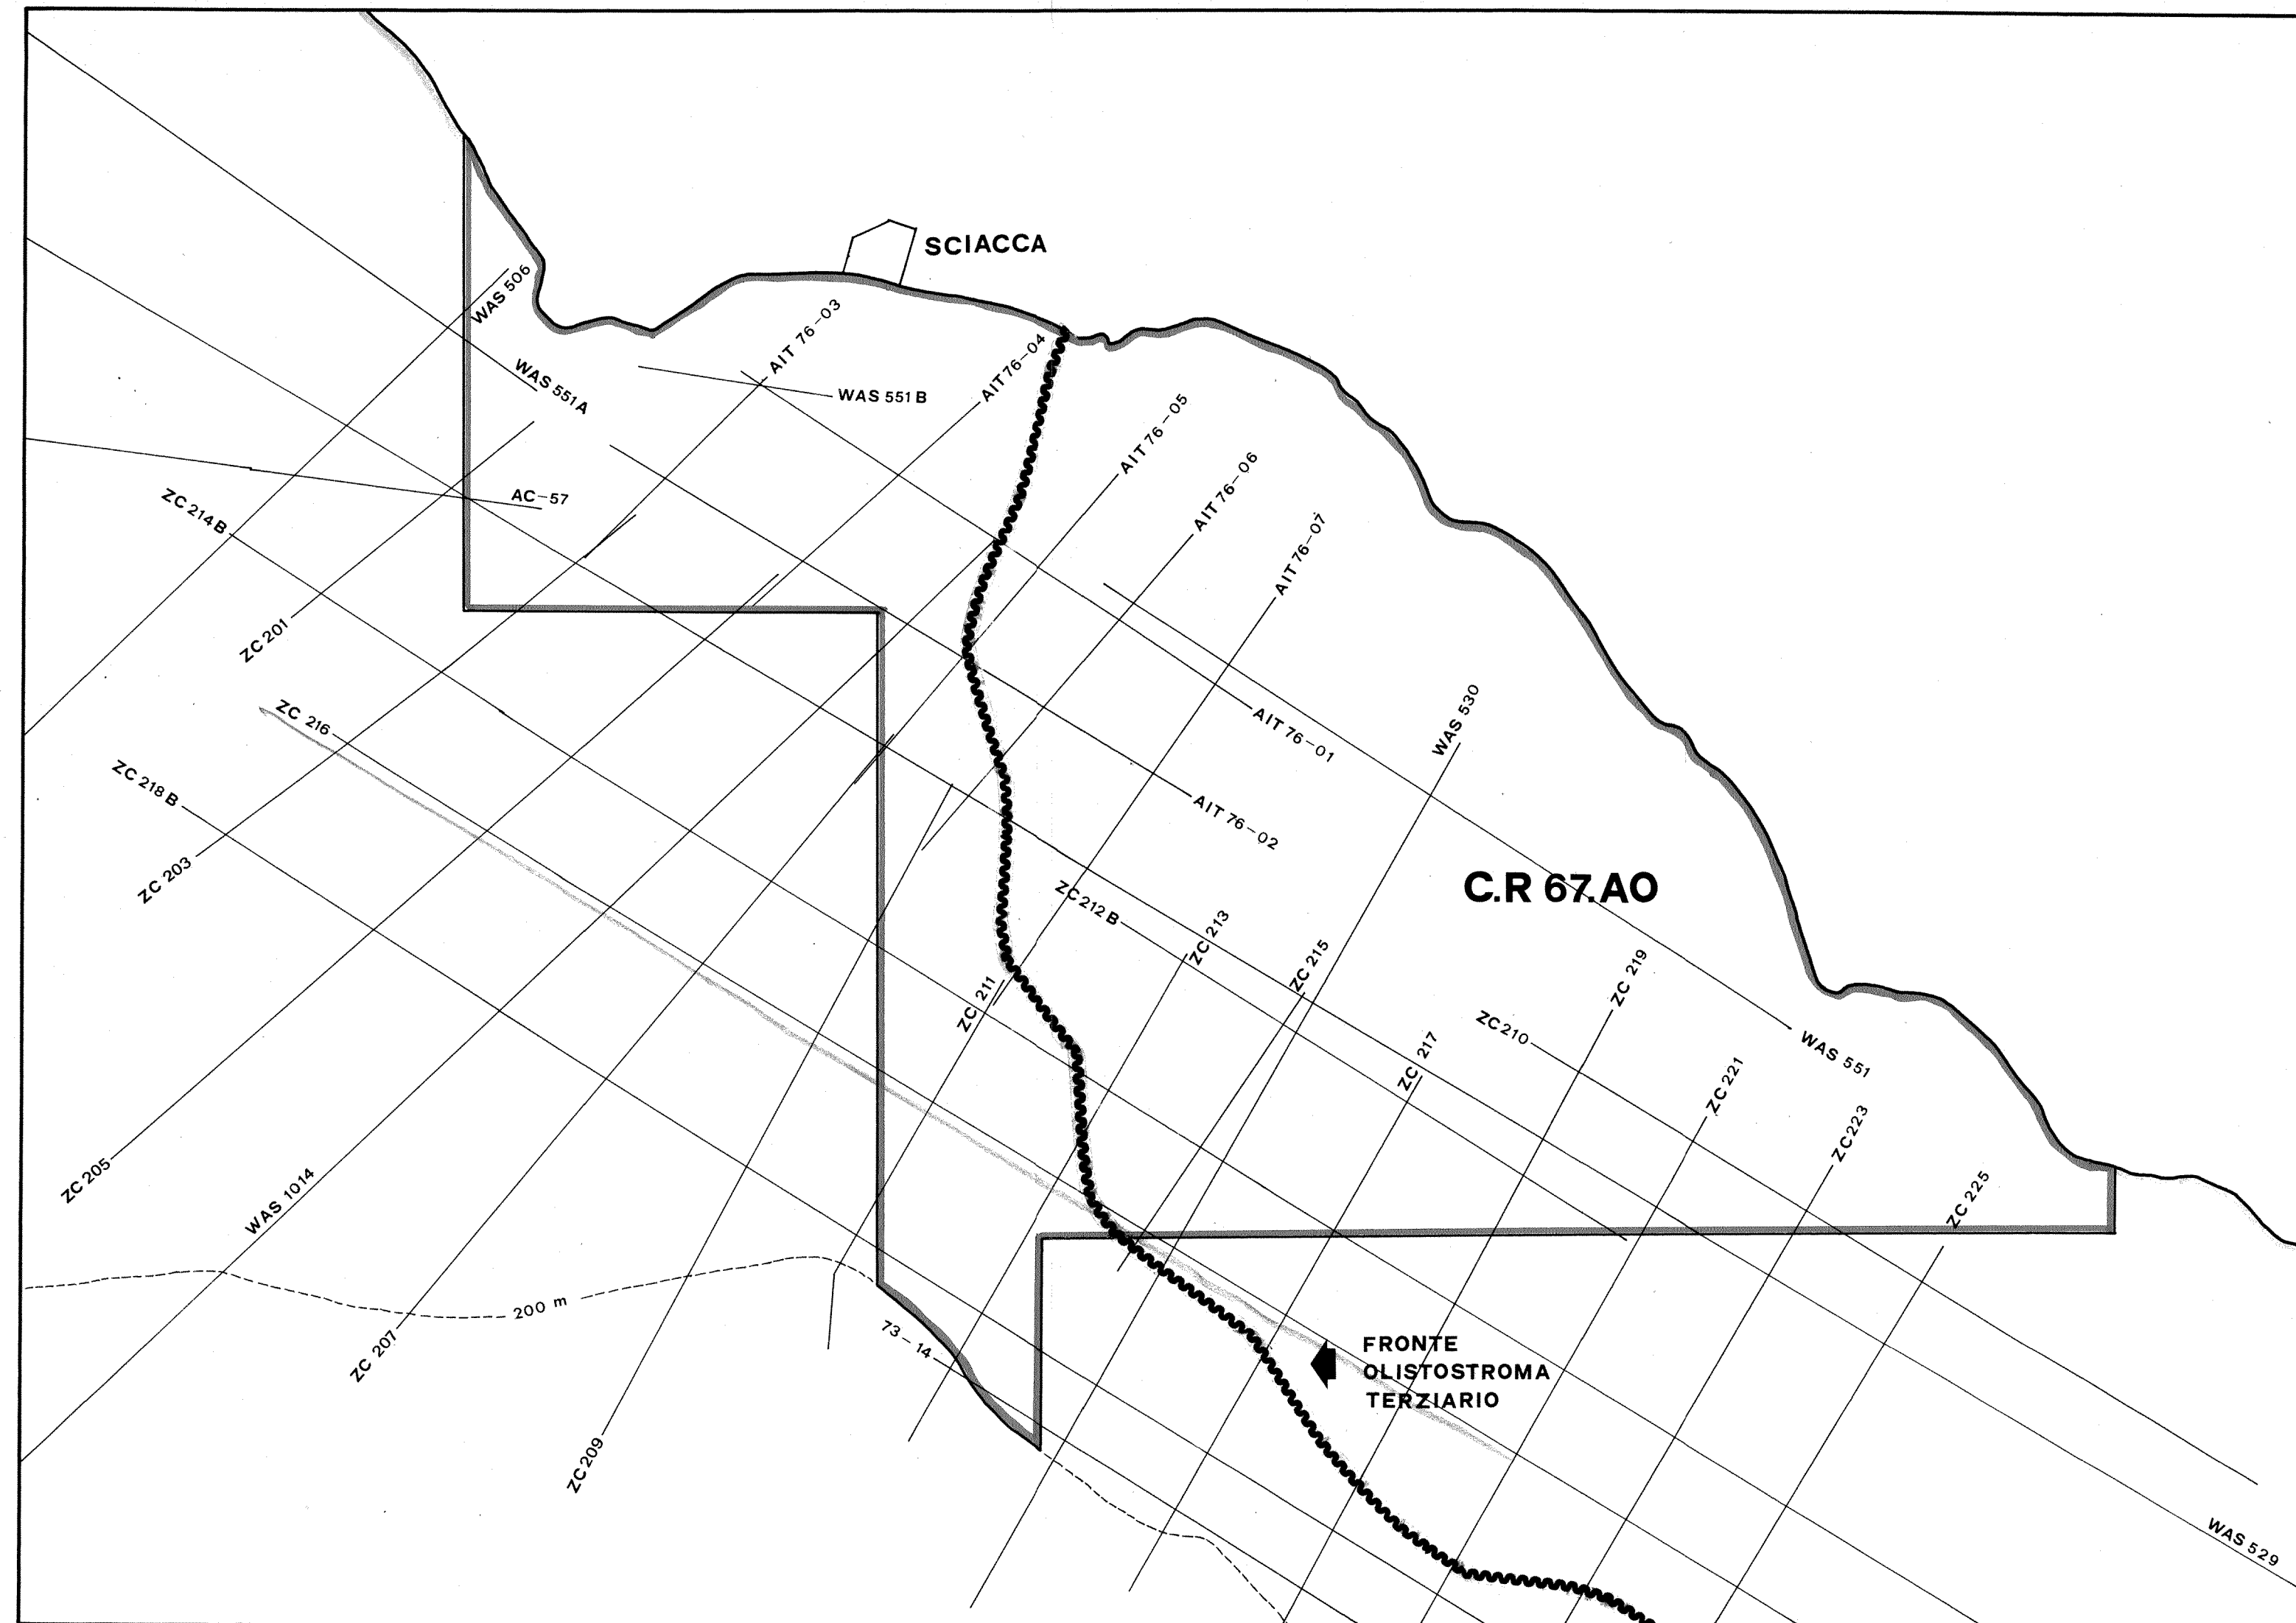 SCIACCA
WAS 506
AIT 76-03
AIT 76-04
WAS 551A
WAS 551 B
AIT 76-05
AIT 76-06
AC-57
ZC 214 B
AIT 76-07
ZC 201
ZC 216
AIT 76-01
WAS 530
ZC 218 B
AIT 76-02
ZC 203
C.R 67.AO
ZC 212 B
ZC 213
ZC 215
ZC 219
ZC 211
ZC 210
ZC 217
WAS 551
ZC 221
ZC 223
ZC 205
WAS 1014
ZC 225
200 m
ZC 207
73-14
FRONTE
OLISTOSTROMA
TERZIARIO
ZC 209
WAS 529